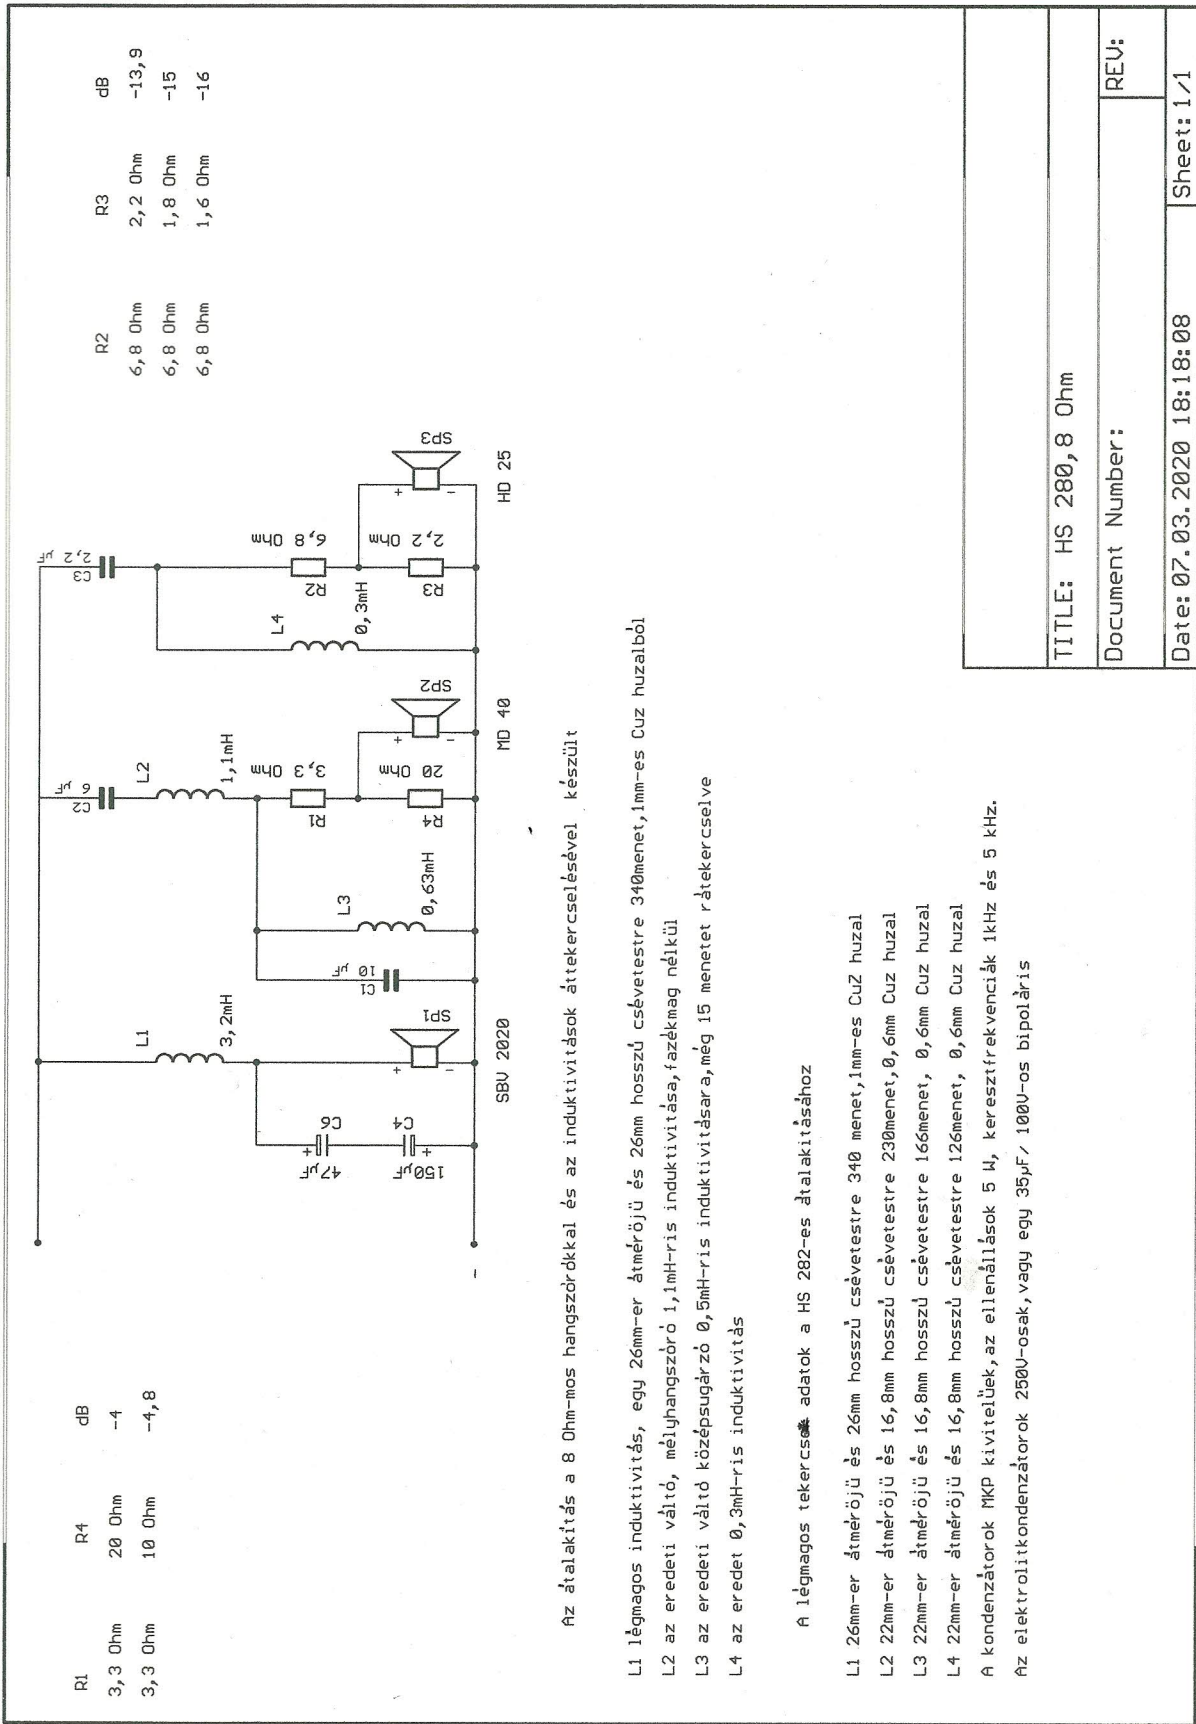 R1 R4 dB
3,3 Ohm 20 Ohm -4
3,3 Ohm 10 Ohm -4,8
R2 R3 dB
6,8 Ohm 2,2 Ohm -13,9
6,8 Ohm 1,8 Ohm -15
6,8 Ohm 1,6 Ohm -16
L1
3,2mH
C6
47µF
C4
150µF
SP1
SBV 2020
C1
10 µF
L3
0,63mH
C2
6 µF
L2
1,1mH
R1
3,3 Ohm
R4
20 Ohm
SP2
MD 40
C3
2,2 µF
L4
0,3mH
R2
6,8 Ohm
R3
2,2 Ohm
SP3
HD 25
Az átalakítás a 8 Ohm-mos hangszórókkal és az induktivitások áttekercselésével készült
L1 légmagos induktivitás, egy 26mm-er átméröjü és 26mm hosszú csévetestre 340menet,1mm-es Cuz huzalból
L2 az eredeti váltó, mélyhangszóró 1,1mH-ris induktivitása,fazékmag nélkül
L3 az eredeti váltó középsugárzó 0,5mH-ris induktivitásara,még 15 menetet rátekercselve
L4 az eredet 0,3mH-ris induktivitás
A légmagos tekercsek adatok a HS 282-es átalakitásához
L1 26mm-er átméröjü és 26mm hosszú csévetestre 340 menet,1mm-es CuZ huzal
L2 22mm-er átméröjü és 16,8mm hosszú csévetestre 230menet,0,6mm Cuz huzal
L3 22mm-er átméröjü és 16,8mm hosszú csévetestre 166menet, 0,6mm Cuz huzal
L4 22mm-er átméröjü és 16,8mm hosszú csévetestre 126menet, 0,6mm Cuz huzal
A kondenzátorok MKP kivitelüek,az ellenállások 5 W, keresztfrekvenciák 1kHz és 5 kHz.
Az elektrolitkondenzátorok 250V-osak,vagy egy 35µF/ 100V-os bipoláris
TITLE: HS 280,8 Ohm
Document Number:
REV:
Date: 07.03.2020 18:18:08
Sheet: 1/1